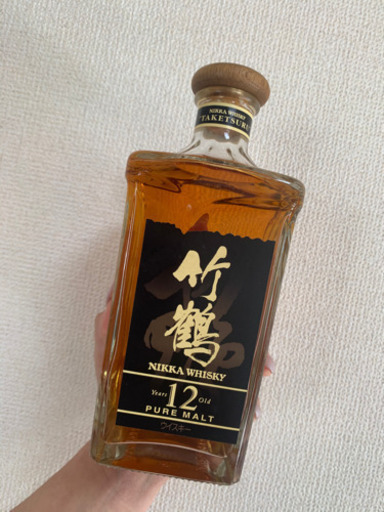 NIKKA WHISKY
TAKETSURU
竹鶴
NIKKA WHISKY
Years 12 Old
PURE MALT
ウイスキー